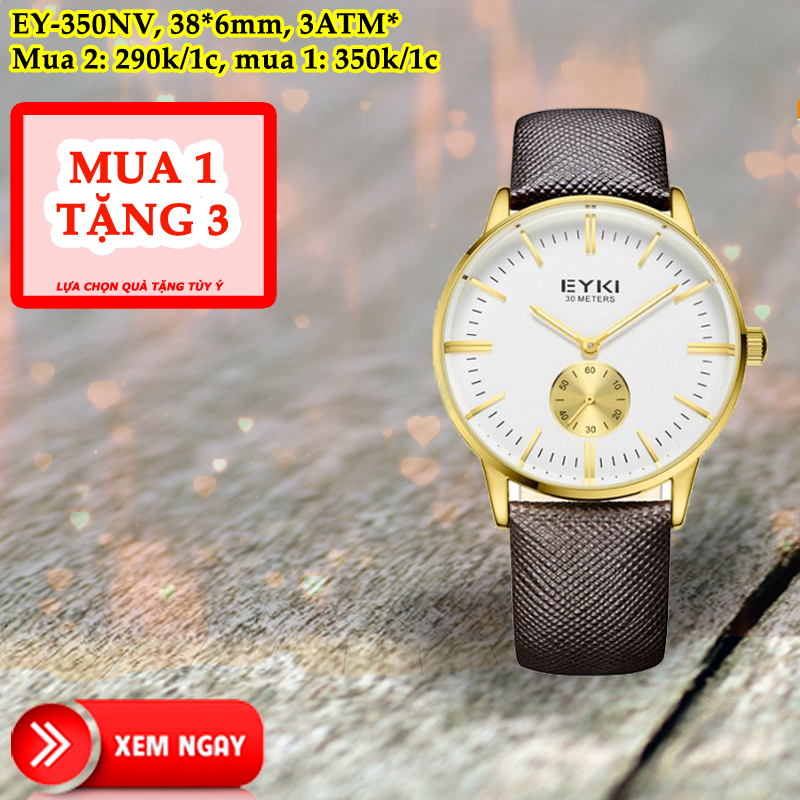 EY-350NV, 38*6mm, 3ATM*
Mua 2: 290k/1c, mua 1: 350k/1c
MUA 1
TẶNG 3
LỰA CHỌN QUÀ TẶNG TÙY Ý
EYKI
30 METERS
60
50
10
40
20
30
XEM NGAY